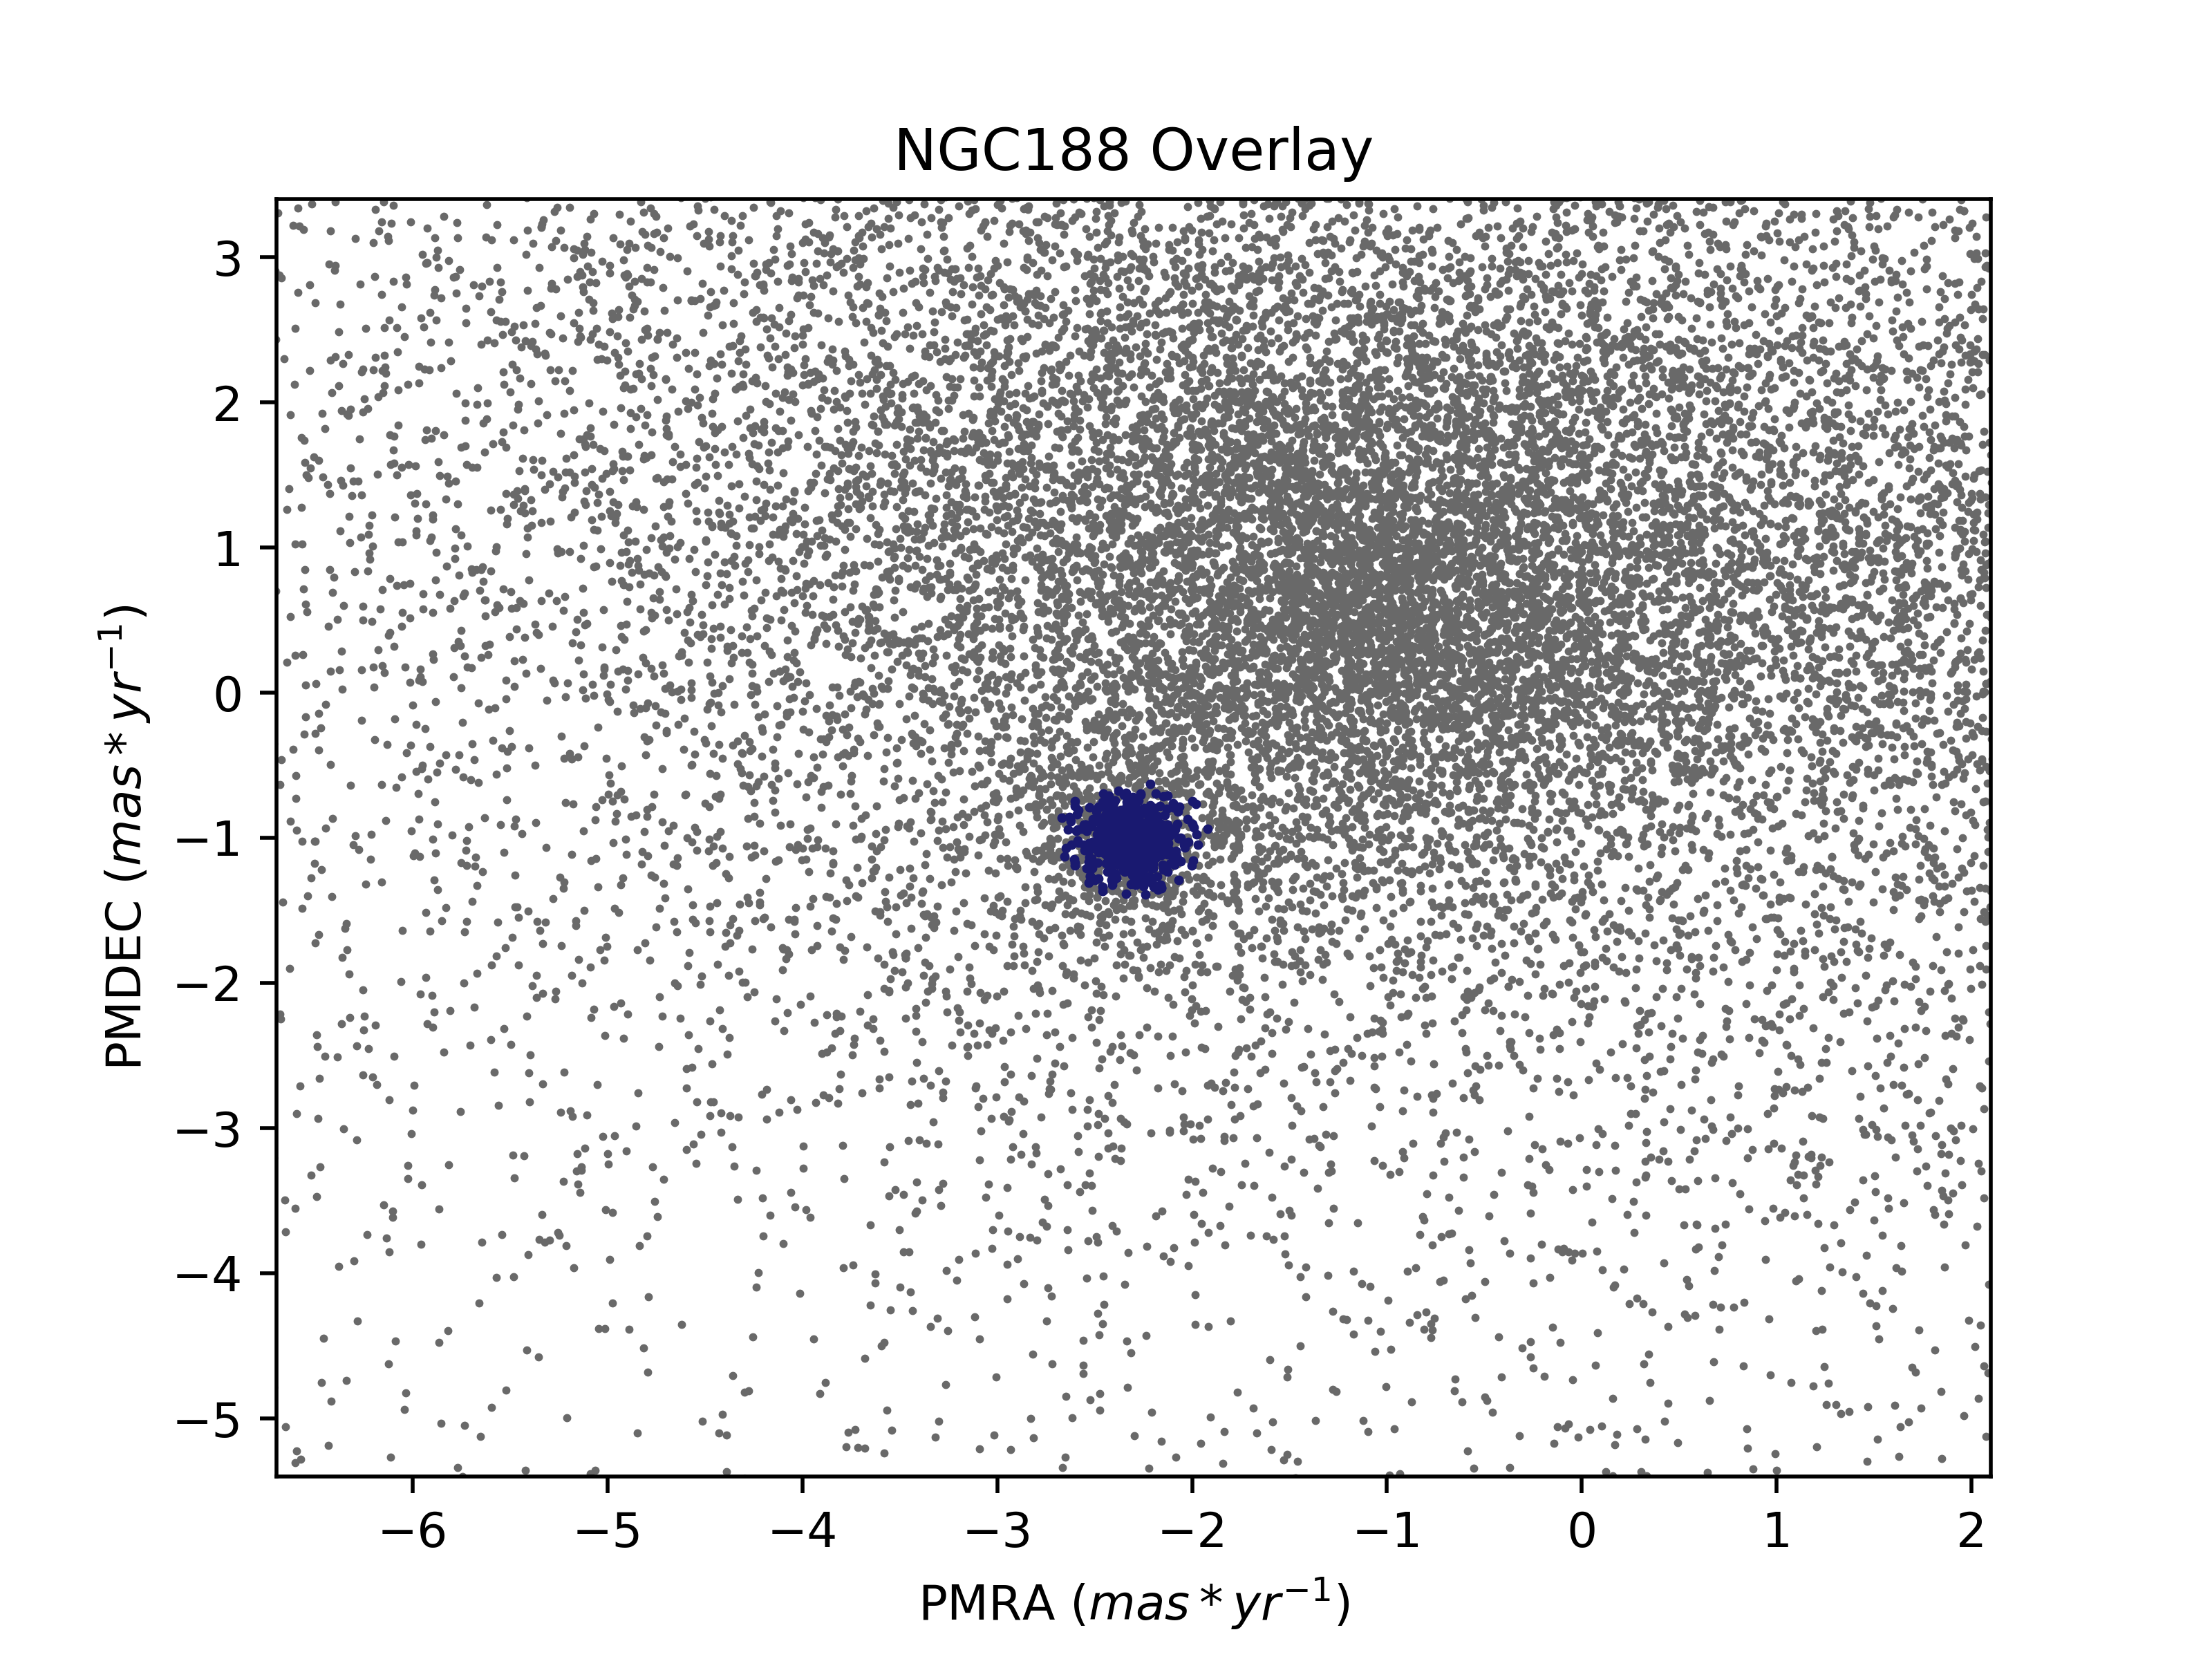 NGC188 Overlay
3
2
1
0
−1
−2
−3
−4
−5
PMDEC (mas * yr⁻¹)
−6 −5 −4 −3 −2 −1 0 1 2
PMRA (mas * yr⁻¹)